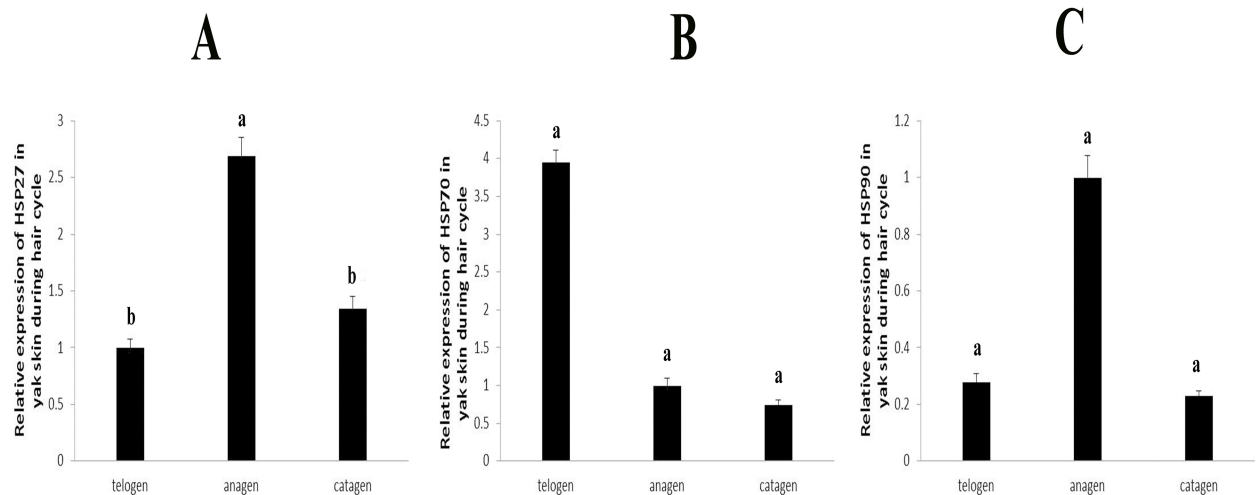 A
B
C
Relative expression of HSP27 in
yak skin during hair cycle
3
2.5
2
1.5
1
0.5
0
b
a
b
telogen
anagen
catagen
Relative expression of HSP70 in
yak skin during hair cycle
4.5
4
3.5
3
2.5
2
1.5
1
0.5
0
a
a
a
telogen
anagen
catagen
Relative expression of HSP90 in
yak skin during hair cycle
1.2
1
0.8
0.6
0.4
0.2
0
a
a
a
telogen
anagen
catagen